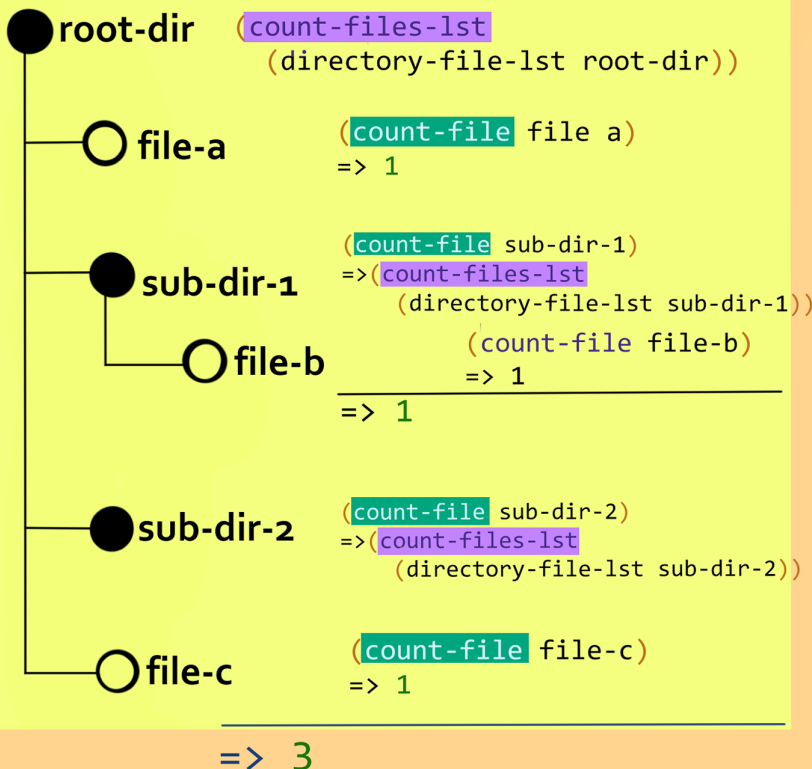 root-dir (count-files-lst
(directory-file-lst root-dir))
file-a (count-file file a)
=> 1
(count-file sub-dir-1)
sub-dir-1 =>(count-files-lst
(directory-file-lst sub-dir-1))
(count-file file-b)
file-b => 1
=> 1
(count-file sub-dir-2)
sub-dir-2 =>(count-files-lst
(directory-file-lst sub-dir-2))
file-c (count-file file-c)
=> 1
=> 3